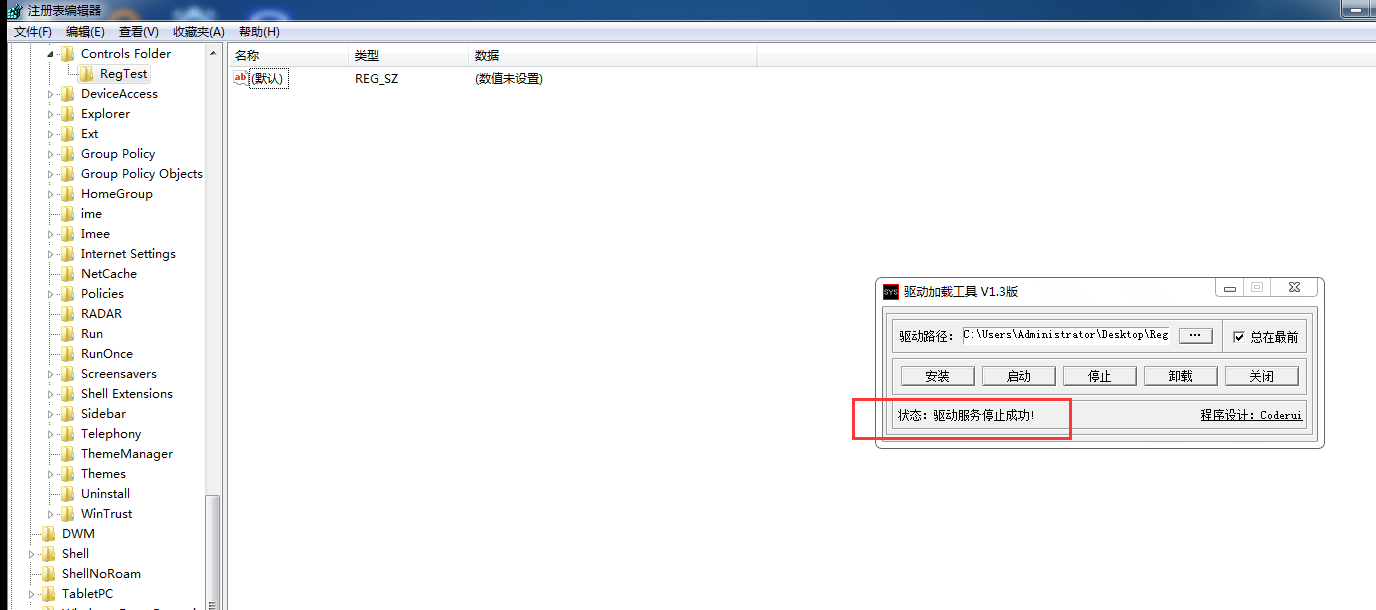 注册表编辑器
文件(F) 编辑(E) 查看(V) 收藏夹(A) 帮助(H)
Controls Folder
RegTest
DeviceAccess
Explorer
Ext
Group Policy
Group Policy Objects
HomeGroup
ime
Imee
Internet Settings
NetCache
Policies
RADAR
Run
RunOnce
Screensavers
Shell Extensions
Sidebar
Telephony
ThemeManager
Themes
Uninstall
WinTrust
DWM
Shell
ShellNoRoam
TabletPC
名称 类型 数据
ab (默认) REG_SZ (数值未设置)
SYS 驱动加载工具 V1.3版
驱动路径: C:\Users\Administrator\Desktop\Reg ... 总在最前
安装 启动 停止 卸载 关闭
状态: 驱动服务停止成功! 程序设计: Coderui